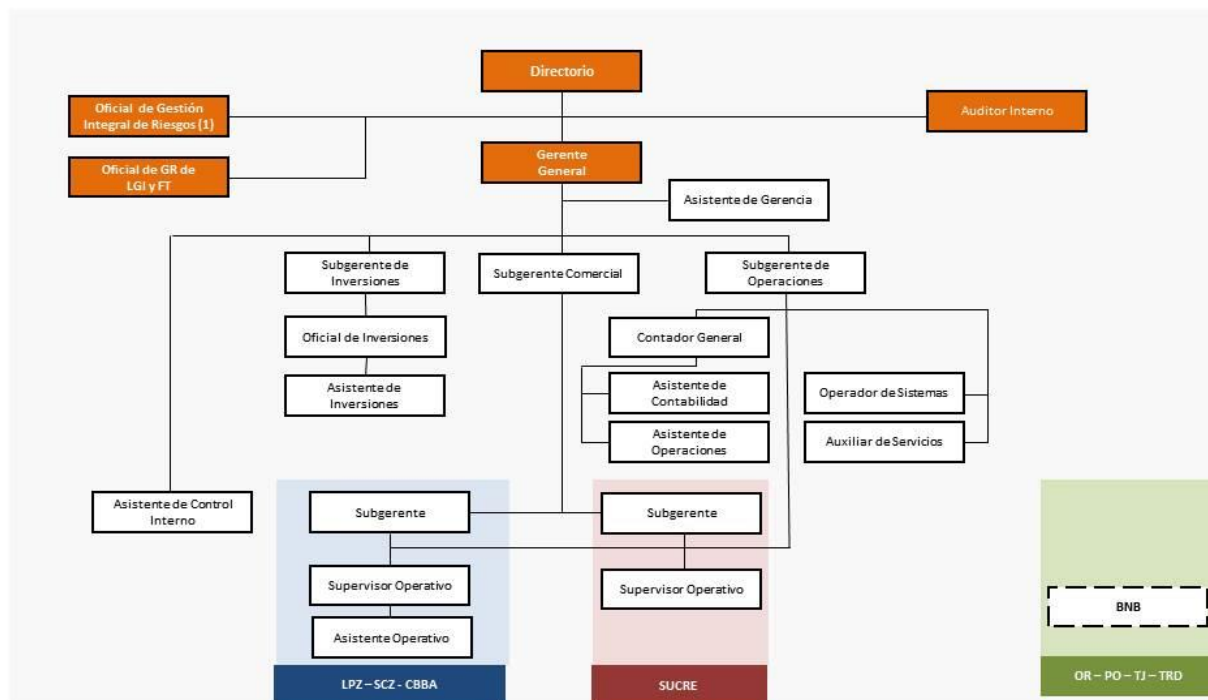 Directorio
Oficial de Gestión
Integral de Riesgos (1)
Auditor Interno
Gerente
General
Oficial de GR de
LGI y FT
Asistente de Gerencia
Subgerente de
Inversiones
Subgerente Comercial
Subgerente de
Operaciones
Oficial de Inversiones
Contador General
Asistente de
Inversiones
Asistente de
Contabilidad
Operador de Sistemas
Asistente de
Operaciones
Auxiliar de Servicios
Asistente de Control
Interno
Subgerente
Subgerente
Supervisor Operativo
Supervisor Operativo
BNB
Asistente Operativo
LPZ – SCZ - CBBA
SUCRE
OR – PO – TJ – TRD